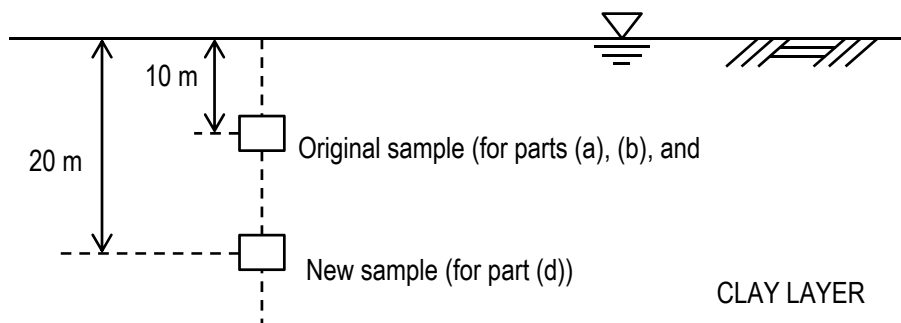 10 m
Original sample (for parts (a), (b), and
20 m
New sample (for part (d))
CLAY LAYER